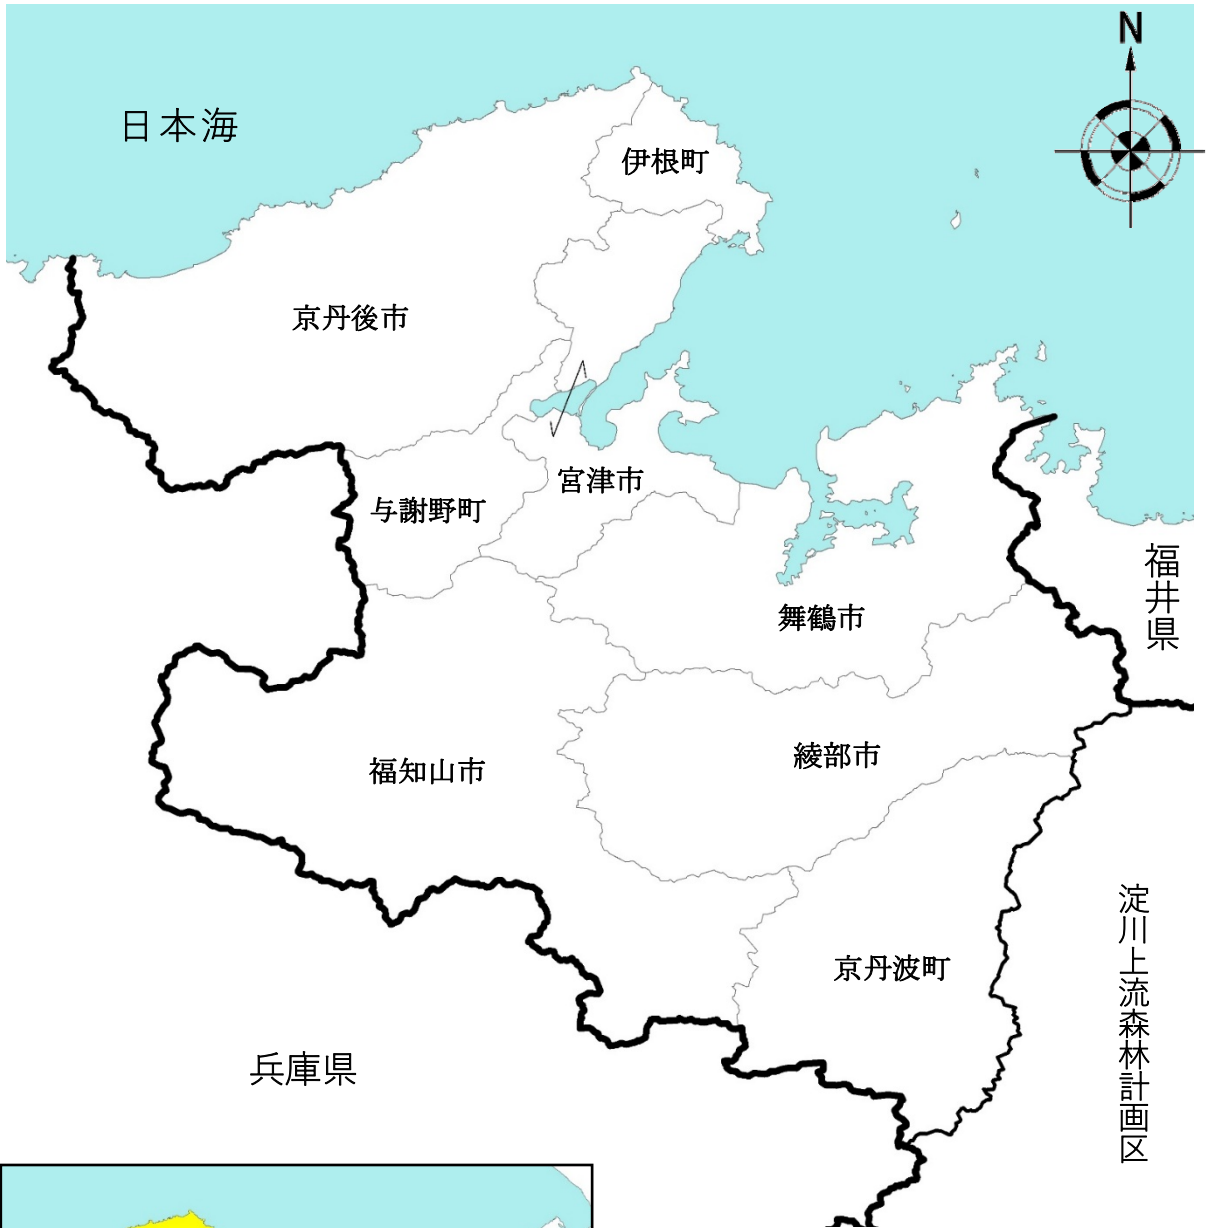 N
日本海
伊根町
京丹後市
宮津市
与謝野町
福井県
舞鶴市
綾部市
福知山市
京丹波町
淀川上流森林計画区
兵庫県